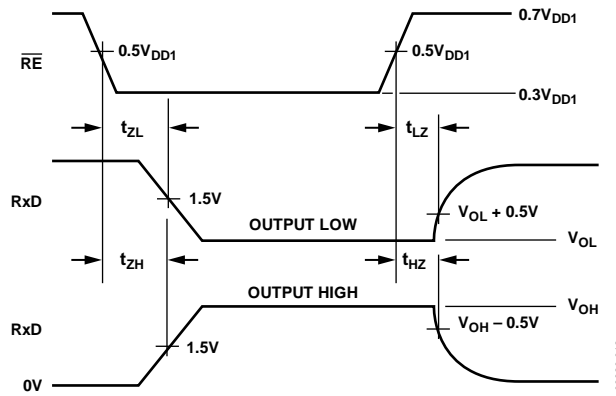 0.7VDD1
RE
0.5VDD1
0.5VDD1
0.3VDD1
tZL
tLZ
RxD
1.5V
VOL + 0.5V
OUTPUT LOW
VOL
tZH
tHZ
OUTPUT HIGH
VOH
RxD
1.5V
VOH – 0.5V
0V